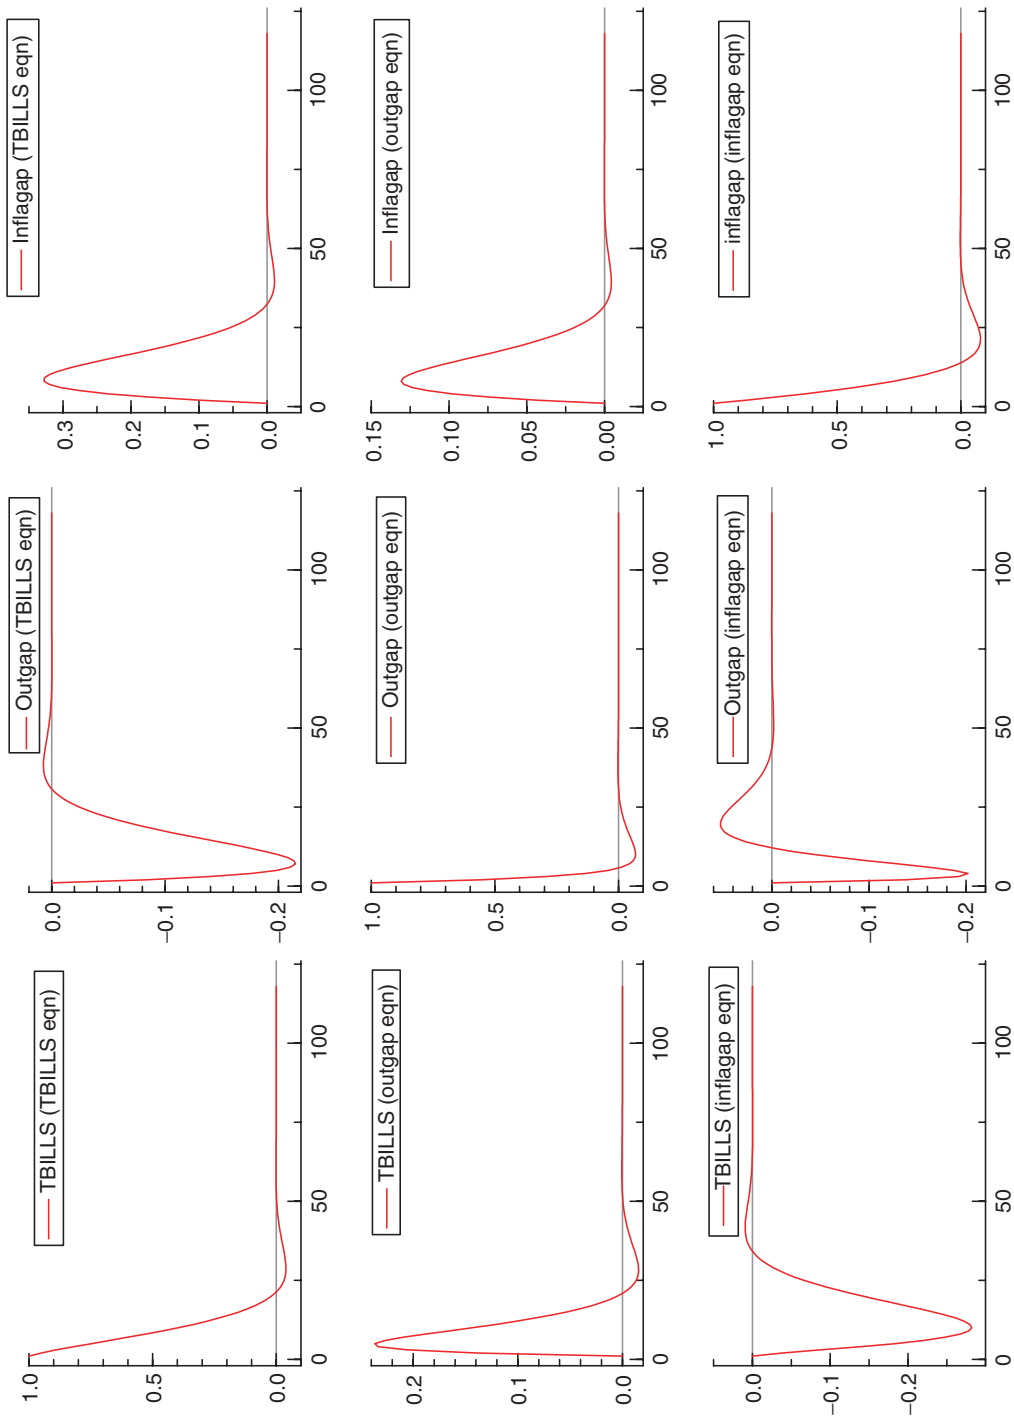 TBILLS (TBILLS eqn)
1.0
0.5
0.0
0 50 100
Outgap (TBILLS eqn)
0.0
−0.1
−0.2
0 50 100
Inflagap (TBILLS eqn)
0.3
0.2
0.1
0.0
0 50 100
TBILLS (outgap eqn)
0.2
0.1
0.0
0 50 100
Outgap (outgap eqn)
1.0
0.5
0.0
0 50 100
Inflagap (outgap eqn)
0.15
0.10
0.05
0.00
0 50 100
TBILLS (inflagap eqn)
0.0
−0.1
−0.2
0 50 100
Outgap (inflagap eqn)
0.0
−0.1
−0.2
0 50 100
inflagap (inflagap eqn)
1.0
0.5
0.0
0 50 100